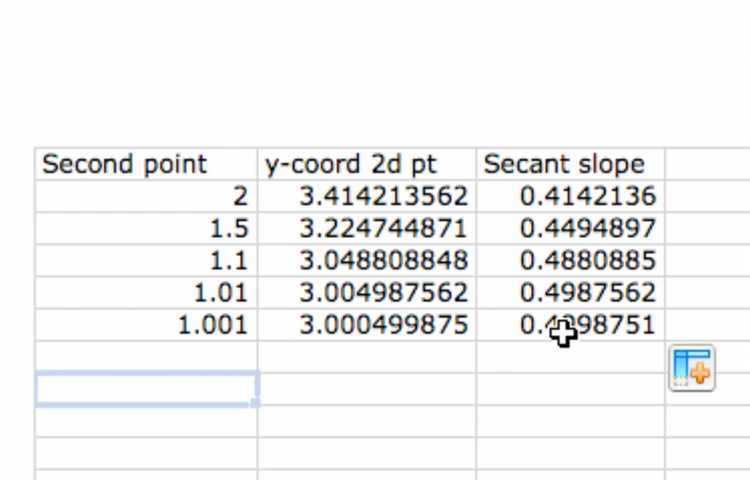 Second point y-coord 2d pt Secant slope
2 3.414213562 0.4142136
1.5 3.224744871 0.4494897
1.1 3.048808848 0.4880885
1.01 3.004987562 0.4987562
1.001 3.000499875